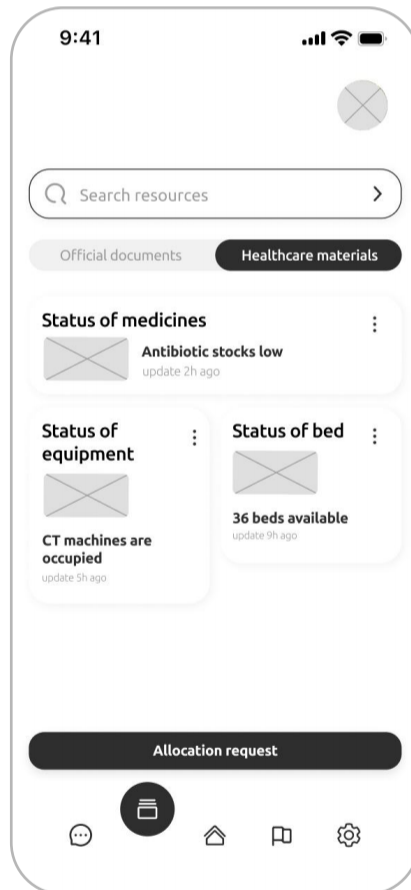 9:41
Search resources
Official documents
Healthcare materials
Status of medicines
Antibiotic stocks low
update 2h ago
Status of
equipment
CT machines are
occupied
update 5h ago
Status of bed
36 beds available
update 9h ago
Allocation request